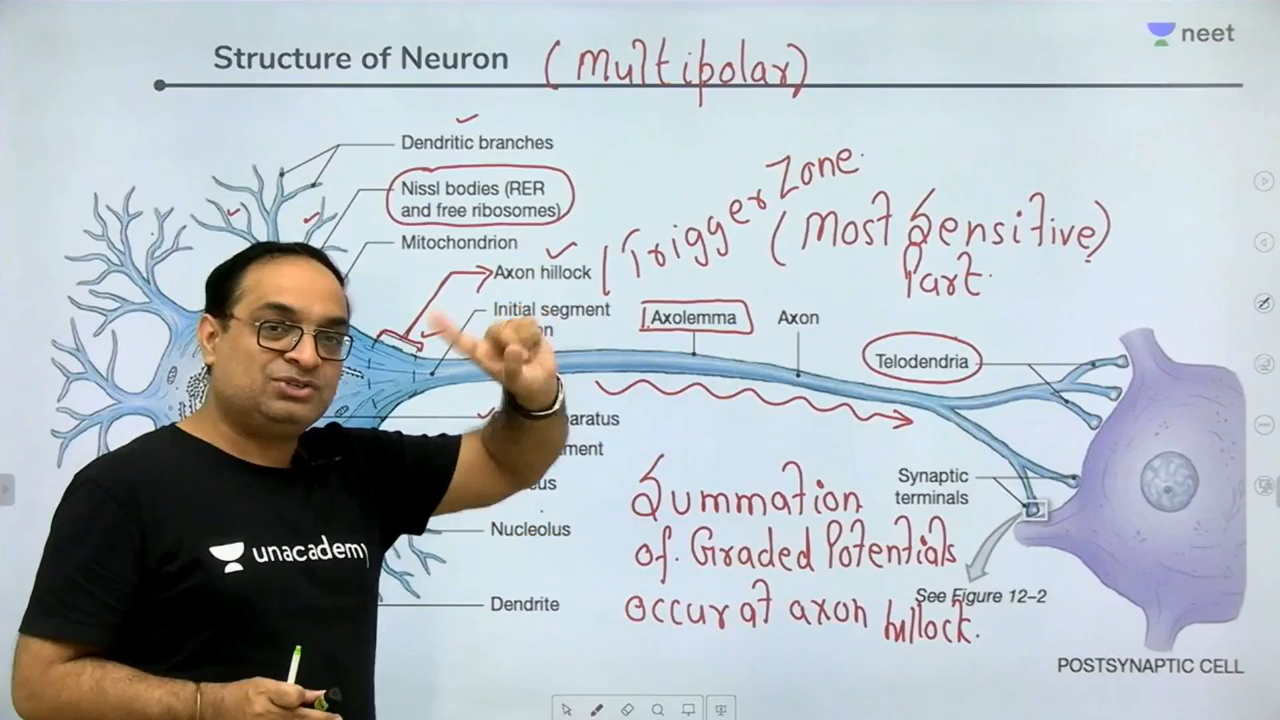 neet
Structure of Neuron (Multipolar)
Dendritic branches
Nissl bodies (RER
and free ribosomes)
Mitochondrion
Axon hillock
Trigger Zone
(Most Sensitive)
Part
Initial segment
Axolemma
Axon
Telodendria
Synaptic
terminals
Nucleolus
Dendrite
Summation
of Graded Potentials
occur at axon hillock.
See Figure 12–2
POSTSYNAPTIC CELL
unacademy